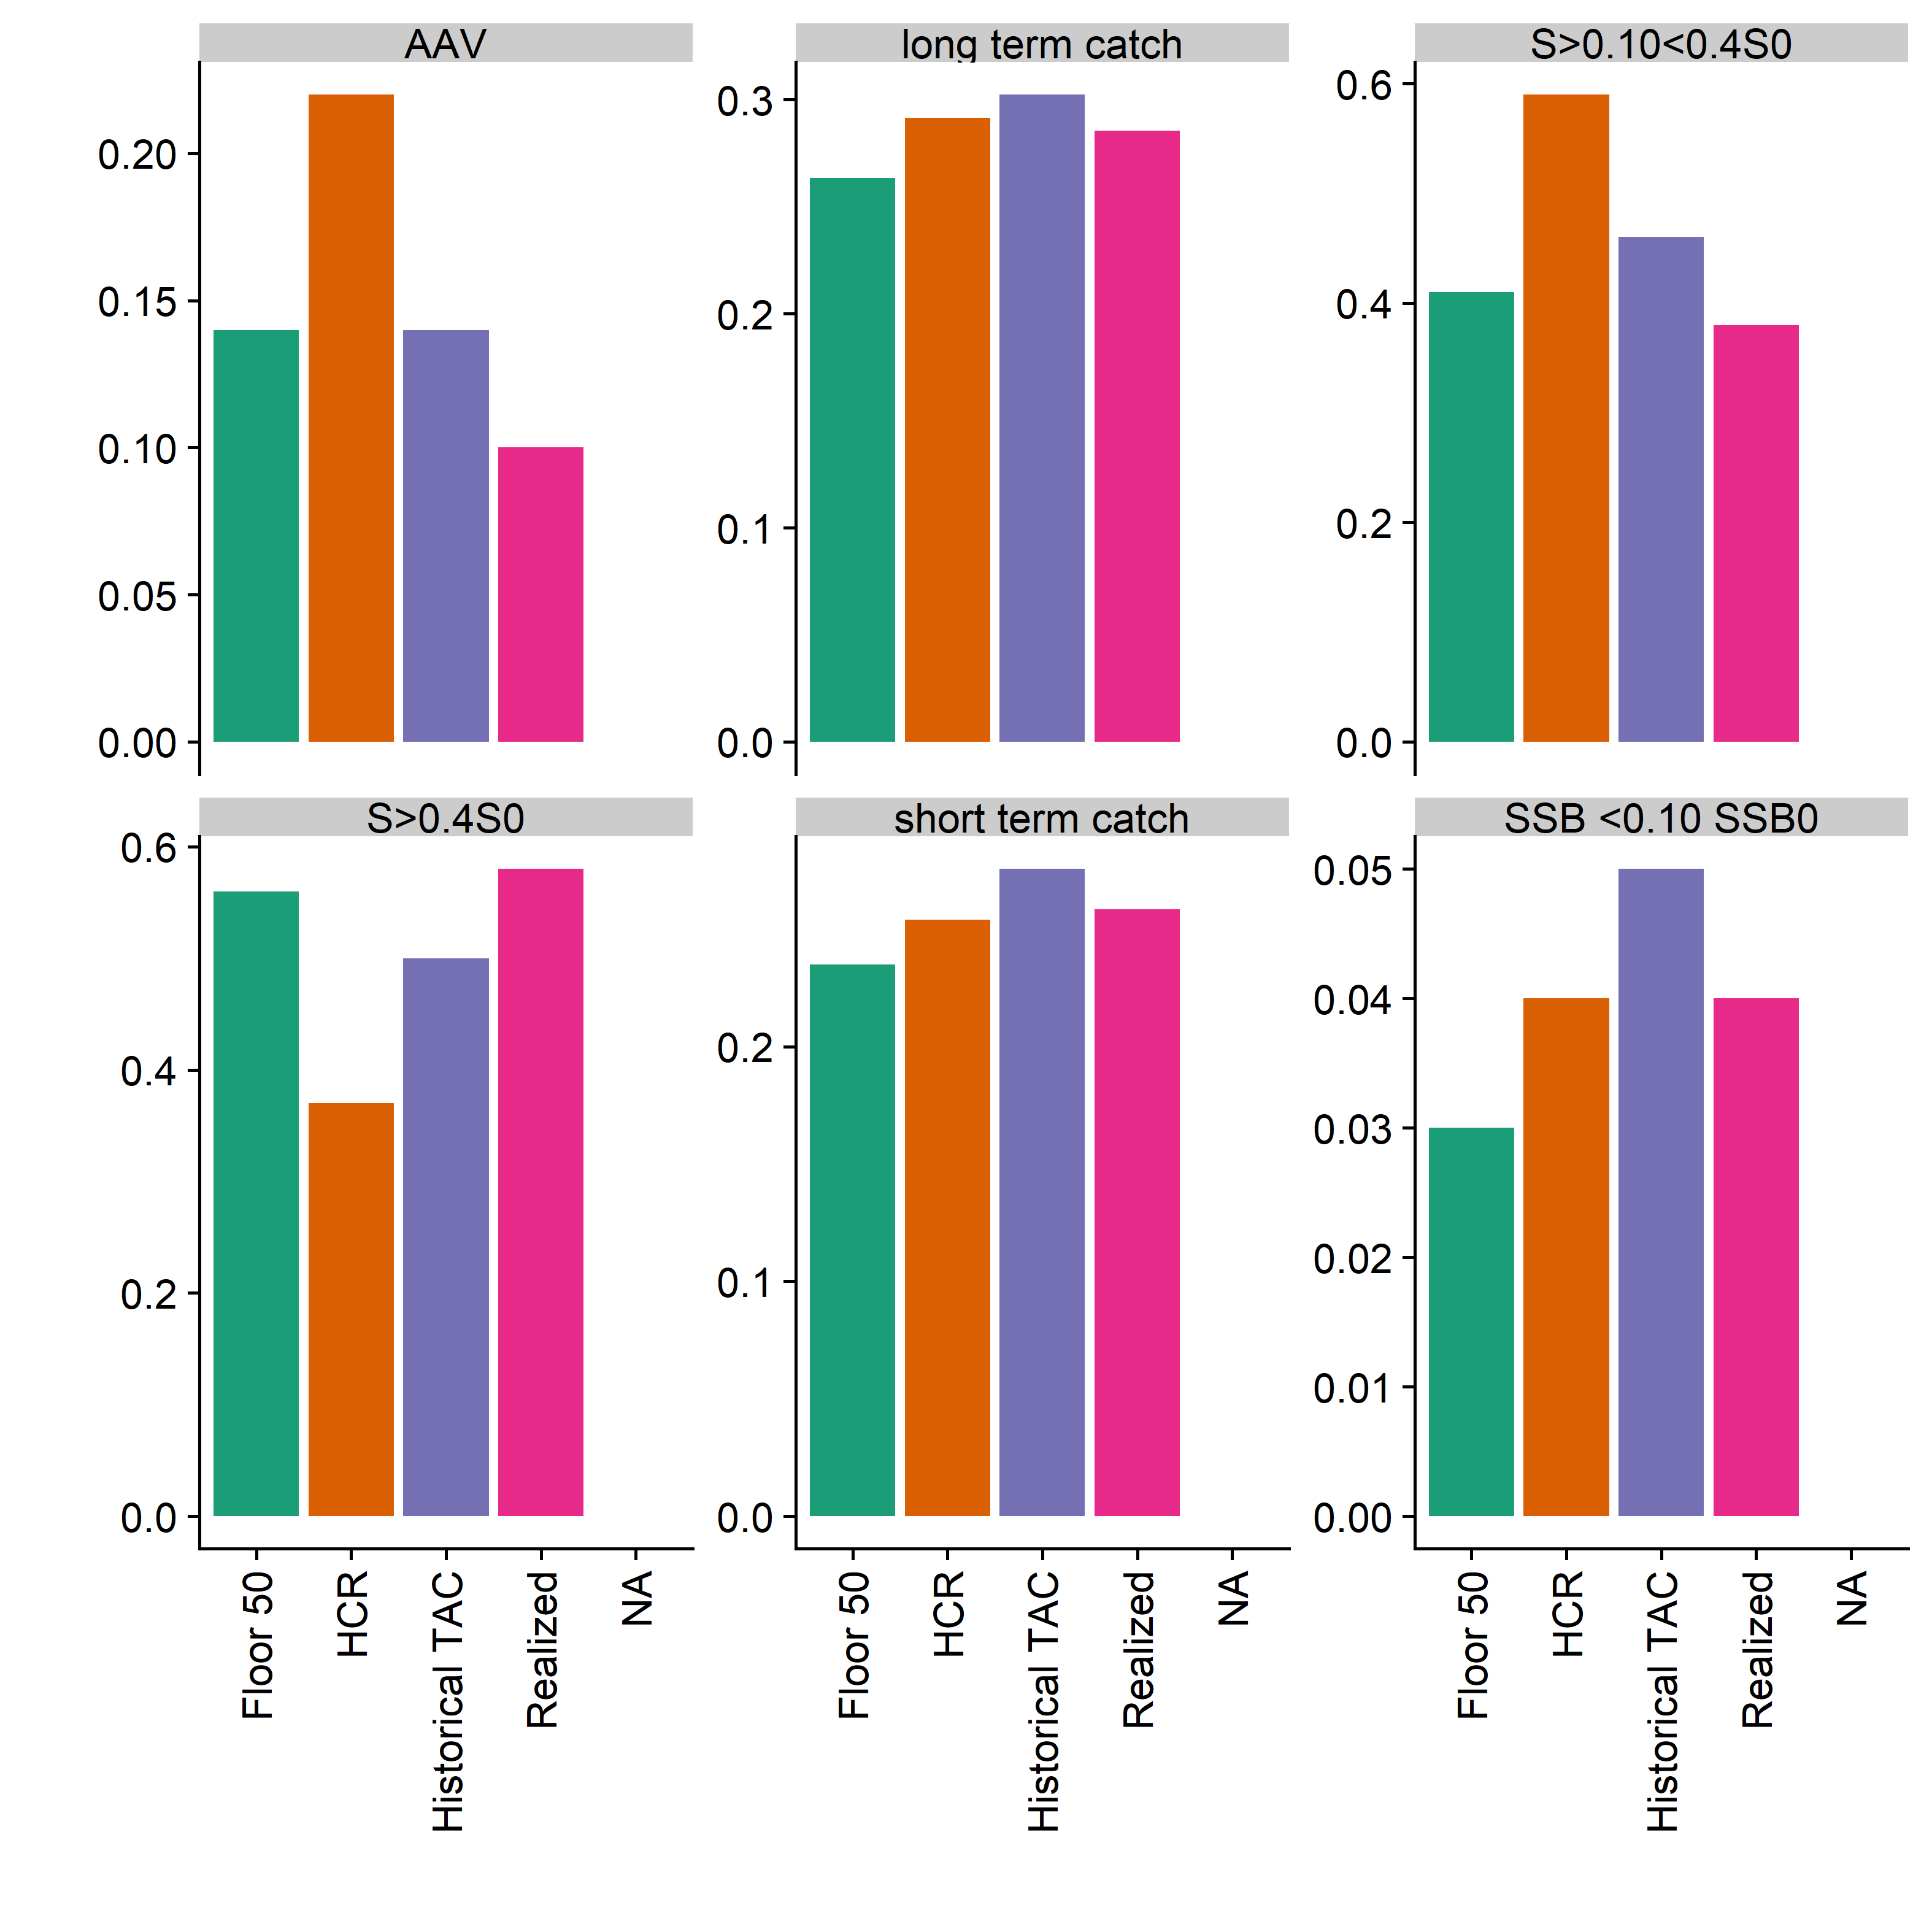 AAV
long term catch
S>0.10<0.4S0
0.20
0.15
0.10
0.05
0.00
0.3
0.2
0.1
0.0
0.6
0.4
0.2
0.0
S>0.4S0
short term catch
SSB <0.10 SSB0
0.6
0.4
0.2
0.0
0.2
0.1
0.0
0.05
0.04
0.03
0.02
0.01
0.00
Floor 50
HCR
Historical TAC
Realized
NA
Floor 50
HCR
Historical TAC
Realized
NA
Floor 50
HCR
Historical TAC
Realized
NA